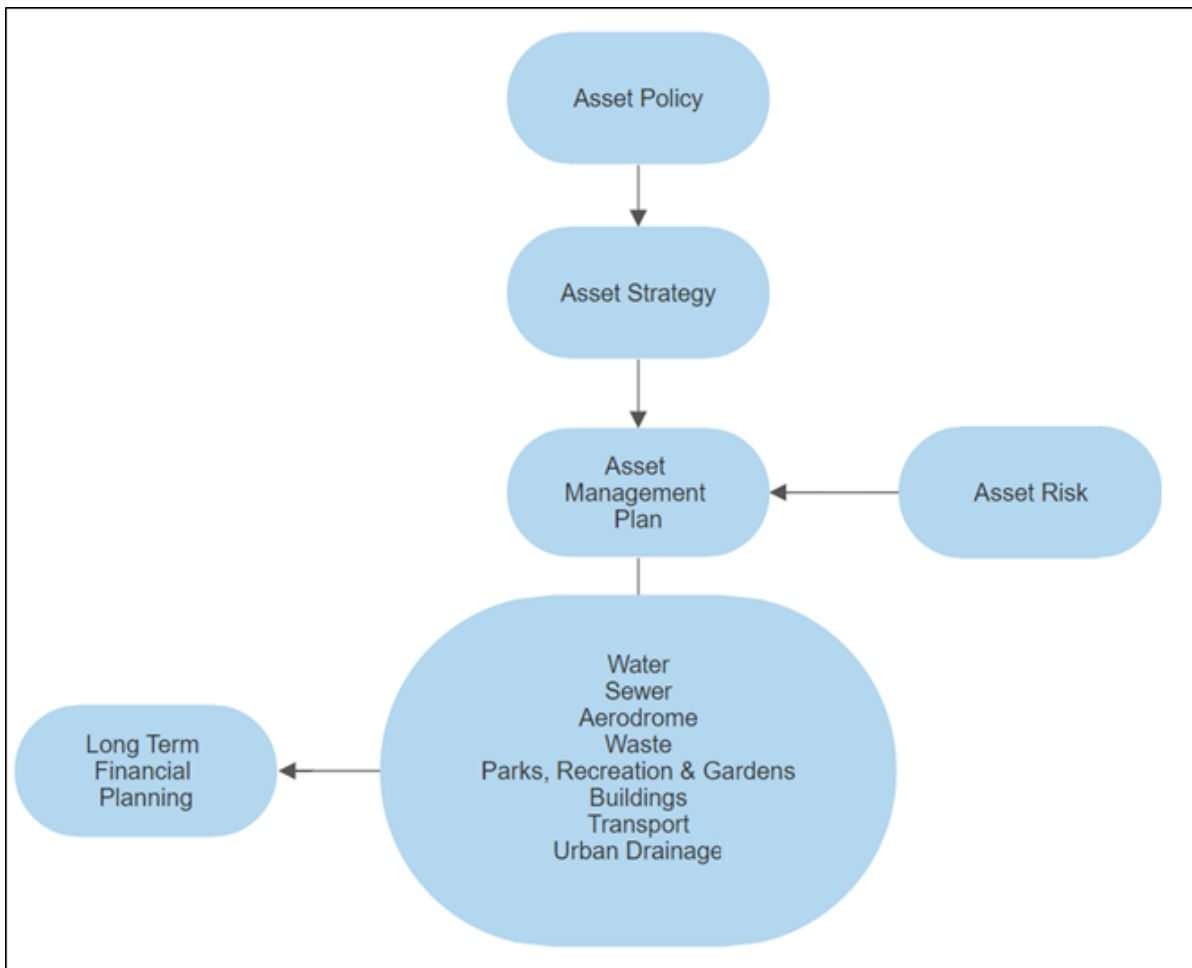 Asset Policy
Asset Strategy
Asset
Management
Plan
Asset Risk
Water
Sewer
Aerodrome
Waste
Parks, Recreation & Gardens
Buildings
Transport
Urban Drainage
Long Term
Financial
Planning